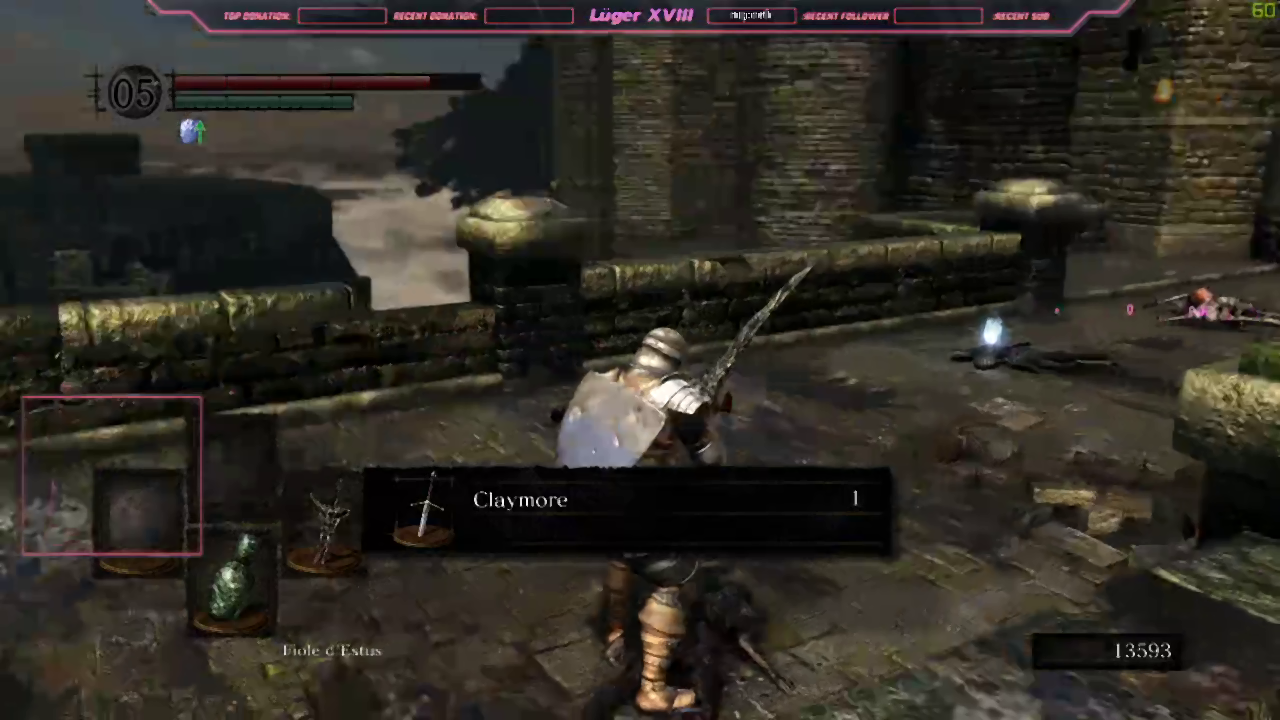 TOP DONATION:
RECENT DONATION:
Lüger XVIII
:RECENT FOLLOWER
:RECENT SUB
60
05
Claymore 1
Fiole d'Estus
13593